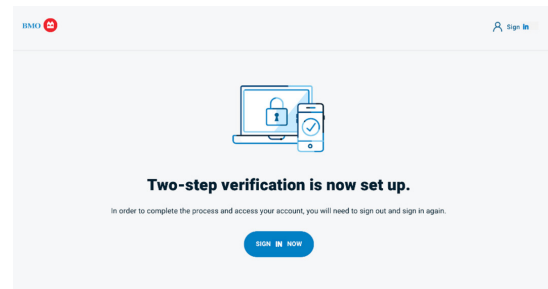 BMO
Sign in
Two-step verification is now set up.
In order to complete the process and access your account, you will need to sign out and sign in again.
SIGN IN NOW